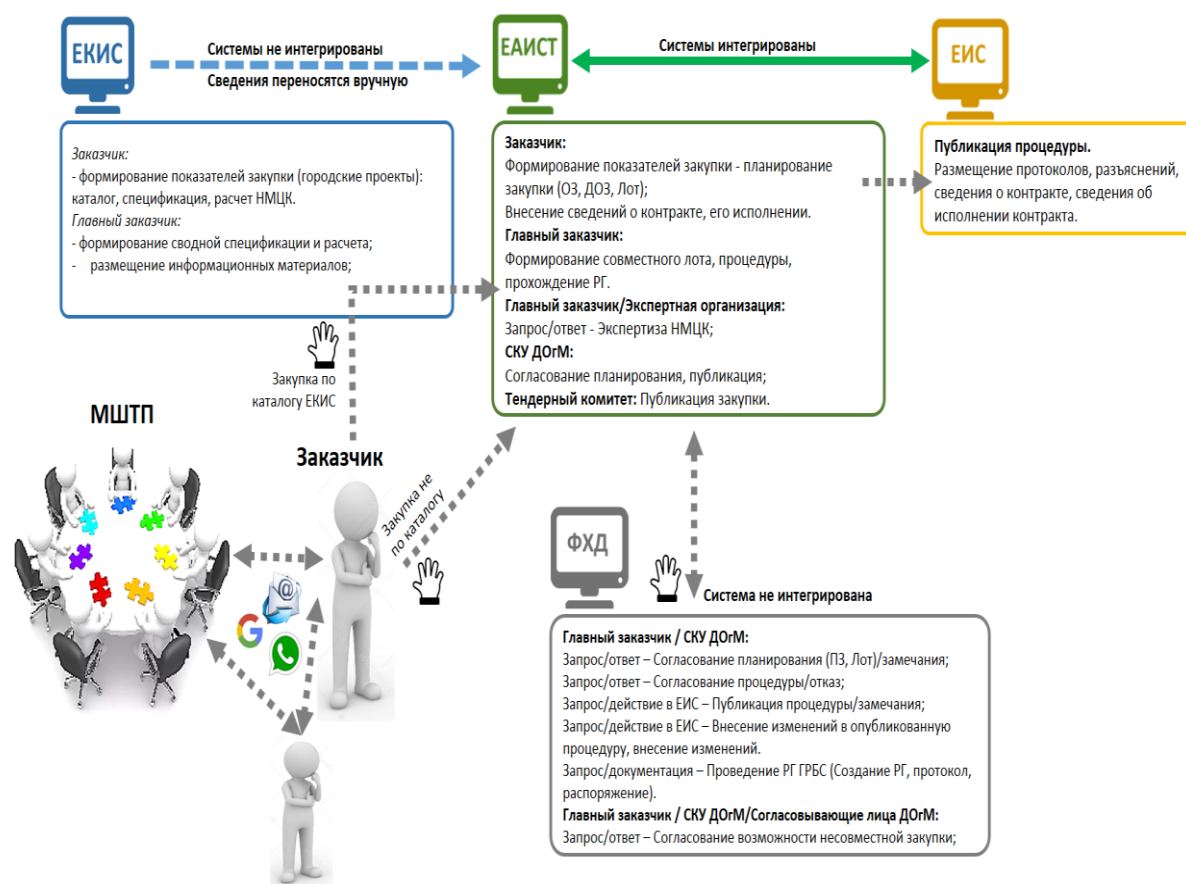 ЕКИС
Системы не интегрированы
Сведения переносятся вручную
ЕАИСТ
Системы интегрированы
ЕИС
Заказчик:
- формирование показателей закупки (городские проекты):
каталог, спецификация, расчет НМЦК.
Главный заказчик:
- формирование сводной спецификации и расчета;
- размещение информационных материалов;
Заказчик:
Формирование показателей закупки - планирование
закупки (ОЗ, ДОЗ, Лот);
Внесение сведений о контракте, его исполнении.
Главный заказчик:
Формирование совместного лота, процедуры,
прохождение РГ.
Главный заказчик/Экспертная организация:
Запрос/ответ - Экспертиза НМЦК;
СКУ ДОгМ:
Согласование планирования, публикация;
Тендерный комитет: Публикация закупки.
Публикация процедуры.
Размещение протоколов, разъяснений,
сведения о контракте, сведения об
исполнении контракта.
Закупка по
каталогу ЕКИС
МШТП
Заказчик
Закупка не
по каталогу
@
G
ФХД
Система не интегрирована
Главный заказчик / СКУ ДОгМ:
Запрос/ответ – Согласование планирования (ПЗ, Лот)/замечания;
Запрос/ответ – Согласование процедуры/отказ;
Запрос/действие в ЕИС – Публикация процедуры/замечания;
Запрос/действие в ЕИС – Внесение изменений в опубликованную
процедуру, внесение изменений.
Запрос/документация – Проведение РГ ГРБС (Создание РГ, протокол,
распоряжение).
Главный заказчик / СКУ ДОгМ/Согласовывающие лица ДОгМ:
Запрос/ответ – Согласование возможности несовместной закупки;